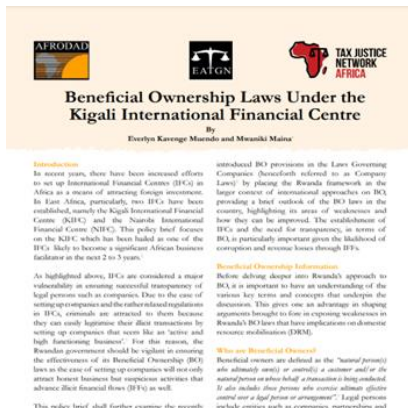 AFRODAD
EATGN
TAX JUSTICE
NETWORK
AFRICA
Beneficial Ownership Laws Under the
Kigali International Financial Centre
By
Everlyn Kavenge Muendo and Mwaniki Maina
Introduction
In recent years, there have been increased efforts
to set up International Financial Centres (IFCs) in
Africa as a means of attracting foreign investment.
In East Africa, particularly, two IFCs have been
established, namely the Kigali International Financial
Centre (KIFC) and the Nairobi International
Financial Centre (NIFC). This policy brief focuses
on the KIFC which has been hailed as one of the
IFCs likely to become a significant African business
facilitator in the next 2 to 3 years.
As highlighted above, IFCs are considered a major
vulnerability in ensuring successful transparency of
legal persons such as companies. Due to the ease of
setting up companies and the rather relaxed regulations
in IFCs, criminals are attracted to them because
they can easily legitimise their illicit transactions by
setting up companies that seem like an 'active and
high functioning business'. For this reason, the
Rwandan government should be vigilant in ensuring
the effectiveness of its Beneficial Ownership (BO)
laws as the ease of setting up companies will not only
attract honest business but suspicious activities that
advance illicit financial flows (IFFs) as well.
This policy brief shall further examine the recently
introduced BO provisions in the Laws Governing
Companies (henceforth referred to as Company
Laws) by placing the Rwanda framework in the
larger context of international approaches on BO,
providing a brief outlook of the BO laws in the
country, highlighting its areas of weaknesses and
how they can be improved. The establishment of
IFCs and the need for transparency, in terms of
BO, is particularly important given the likelihood of
corruption and revenue losses through IFFs.
Beneficial Ownership Information
Before delving deeper into Rwanda's approach to
BO, it is important to have an understanding of the
various key terms and concepts that underpin the
discussion. This gives one an advantage in shaping
arguments brought to fore in exposing weaknesses in
Rwanda's BO laws that have implications on domestic
resource mobilisation (DRM).
Who are Beneficial Owners?
Beneficial owners are defined as the "natural person(s)
who ultimately own(s) or control(s) a customer and/or the
natural person on whose behalf a transaction is being conducted.
It also includes those persons who exercise ultimate effective
control over a legal person or arrangement". Legal persons
include entities such as companies, partnerships and